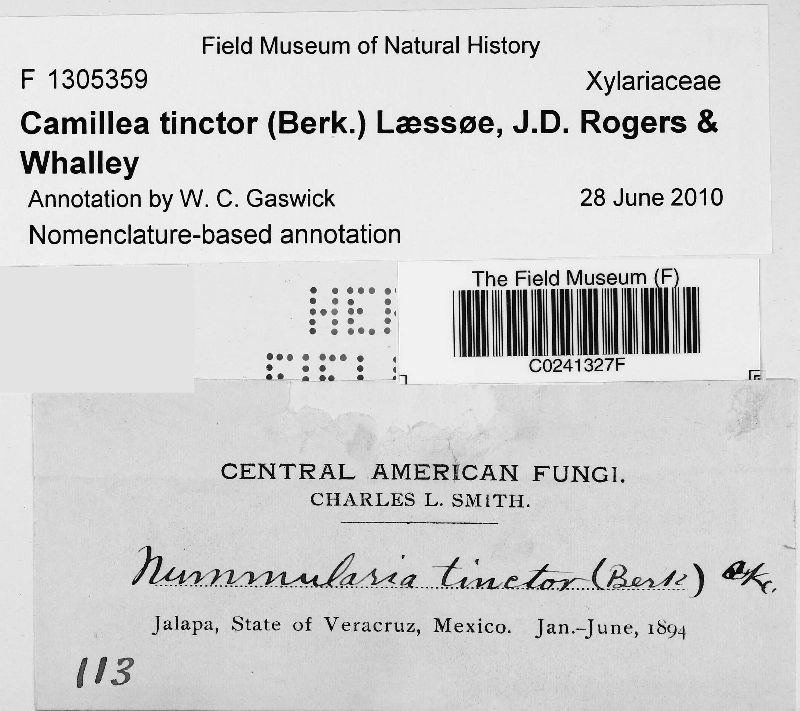 Field Museum of Natural History
F 1305359
Xylariaceae
Camillea tinctor (Berk.) Læssøe, J.D. Rogers &
Whalley
Annotation by W. C. Gaswick
28 June 2010
Nomenclature-based annotation
The Field Museum (F)
C0241327F
CENTRAL AMERICAN FUNGI.
CHARLES L. SMITH.
Nummularia tinctor (Berk)
Jalapa, State of Veracruz, Mexico. Jan.-June, 1894
113